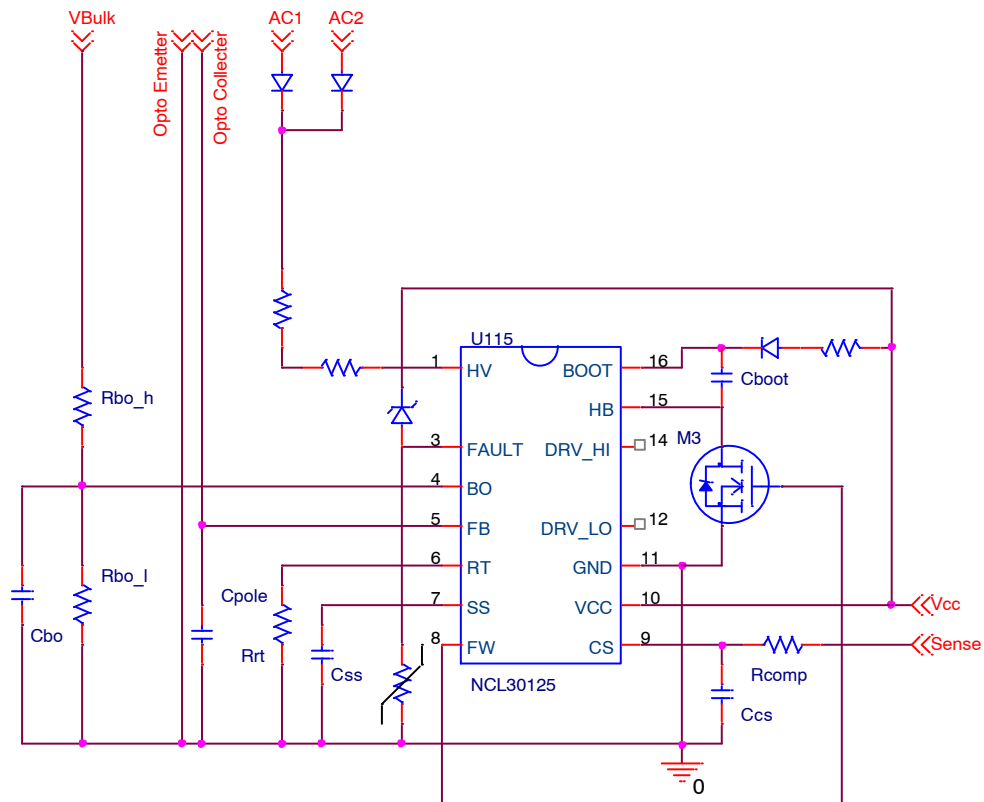 VBulk
AC1
AC2
Opto Emetter
Opto Collecter
U115
1
HV
BOOT
16
Cboot
HB
15
Rbo_h
3
FAULT
DRV_HI
14
M3
4
BO
5
FB
DRV_LO
12
6
RT
GND
11
Rbo_l
Cpole
7
SS
VCC
10
Vcc
Cbo
Rrt
Css
8
FW
CS
9
Sense
NCL30125
Rcomp
Ccs
0